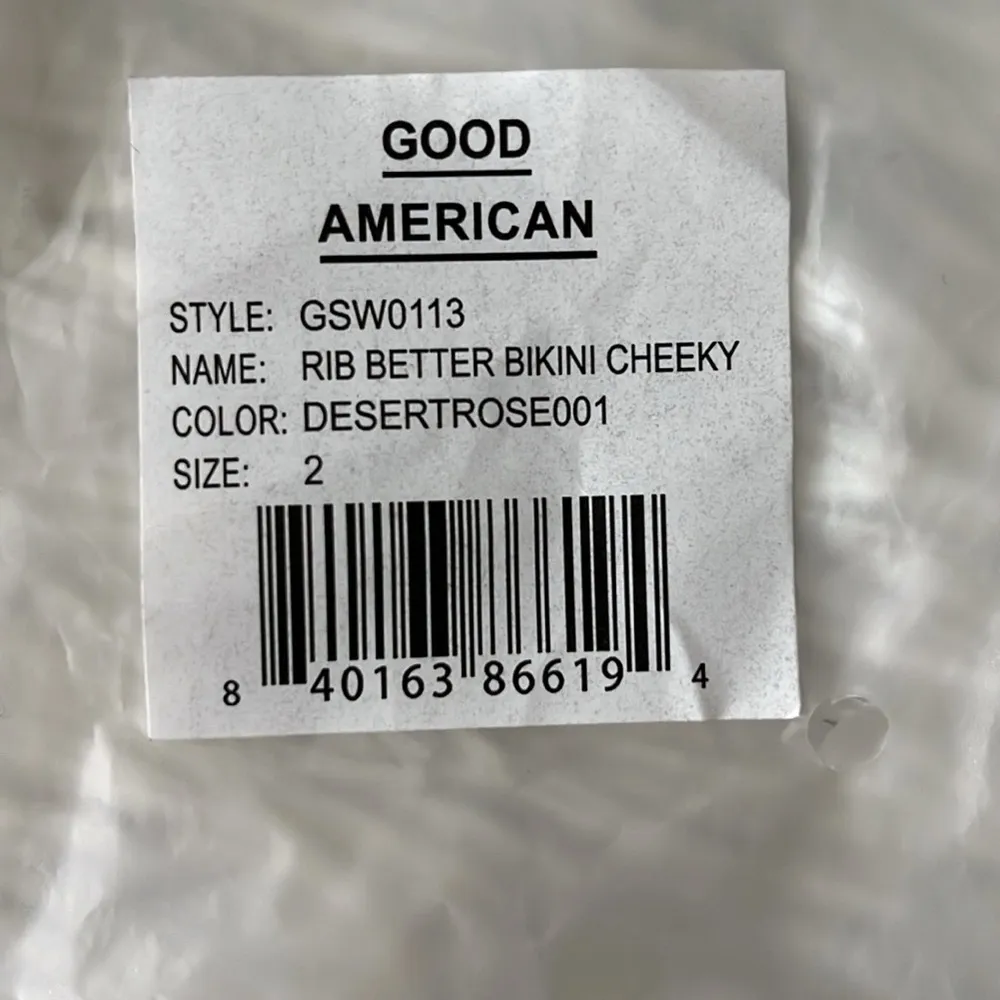 GOOD
AMERICAN
STYLE: GSW0113
NAME: RIB BETTER BIKINI CHEEKY
COLOR: DESERTROSE001
SIZE: 2
8 40163 86619 4